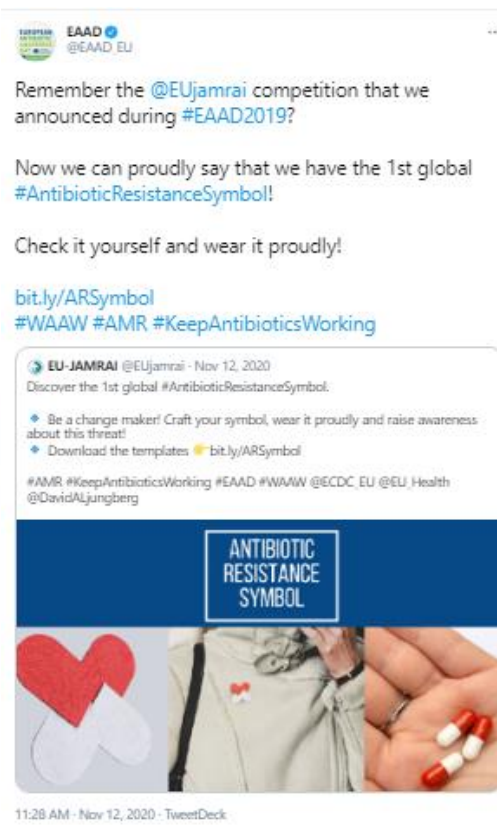 EAAD
@EAAD_EU
Remember the @EUjamrai competition that we
announced during #EAAD2019?
Now we can proudly say that we have the 1st global
#AntibioticResistanceSymbol!
Check it yourself and wear it proudly!
bit.ly/ARSymbol
#WAAW #AMR #KeepAntibioticsWorking
EU-JAMRAI @EUjamrai · Nov 12, 2020
Discover the 1st global #AntibioticResistanceSymbol.
🔹 Be a change maker! Craft your symbol, wear it proudly and raise awareness
about this threat!
🔹 Download the templates 👉bit.ly/ARSymbol
#AMR #KeepAntibioticsWorking #EAAD #WAAW @ECDC_EU @EU_Health
@DavidALjungberg
ANTIBIOTIC
RESISTANCE
SYMBOL
11:28 AM · Nov 12, 2020 · TweetDeck